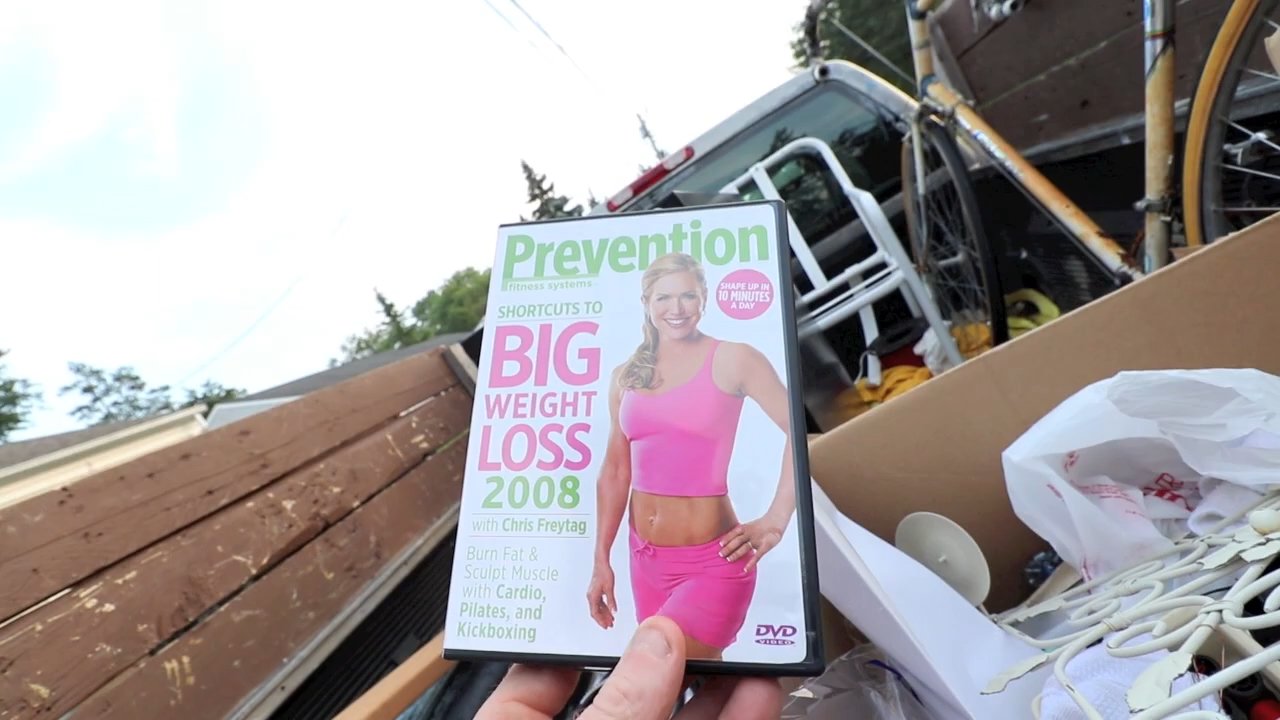 Prevention
fitness systems™
SHAPE UP IN
10 MINUTES
A DAY
SHORTCUTS TO
BIG
WEIGHT
LOSS
2008
with Chris Freytag
Burn Fat &
Sculpt Muscle
with Cardio,
Pilates, and
Kickboxing
DVD
VIDEO